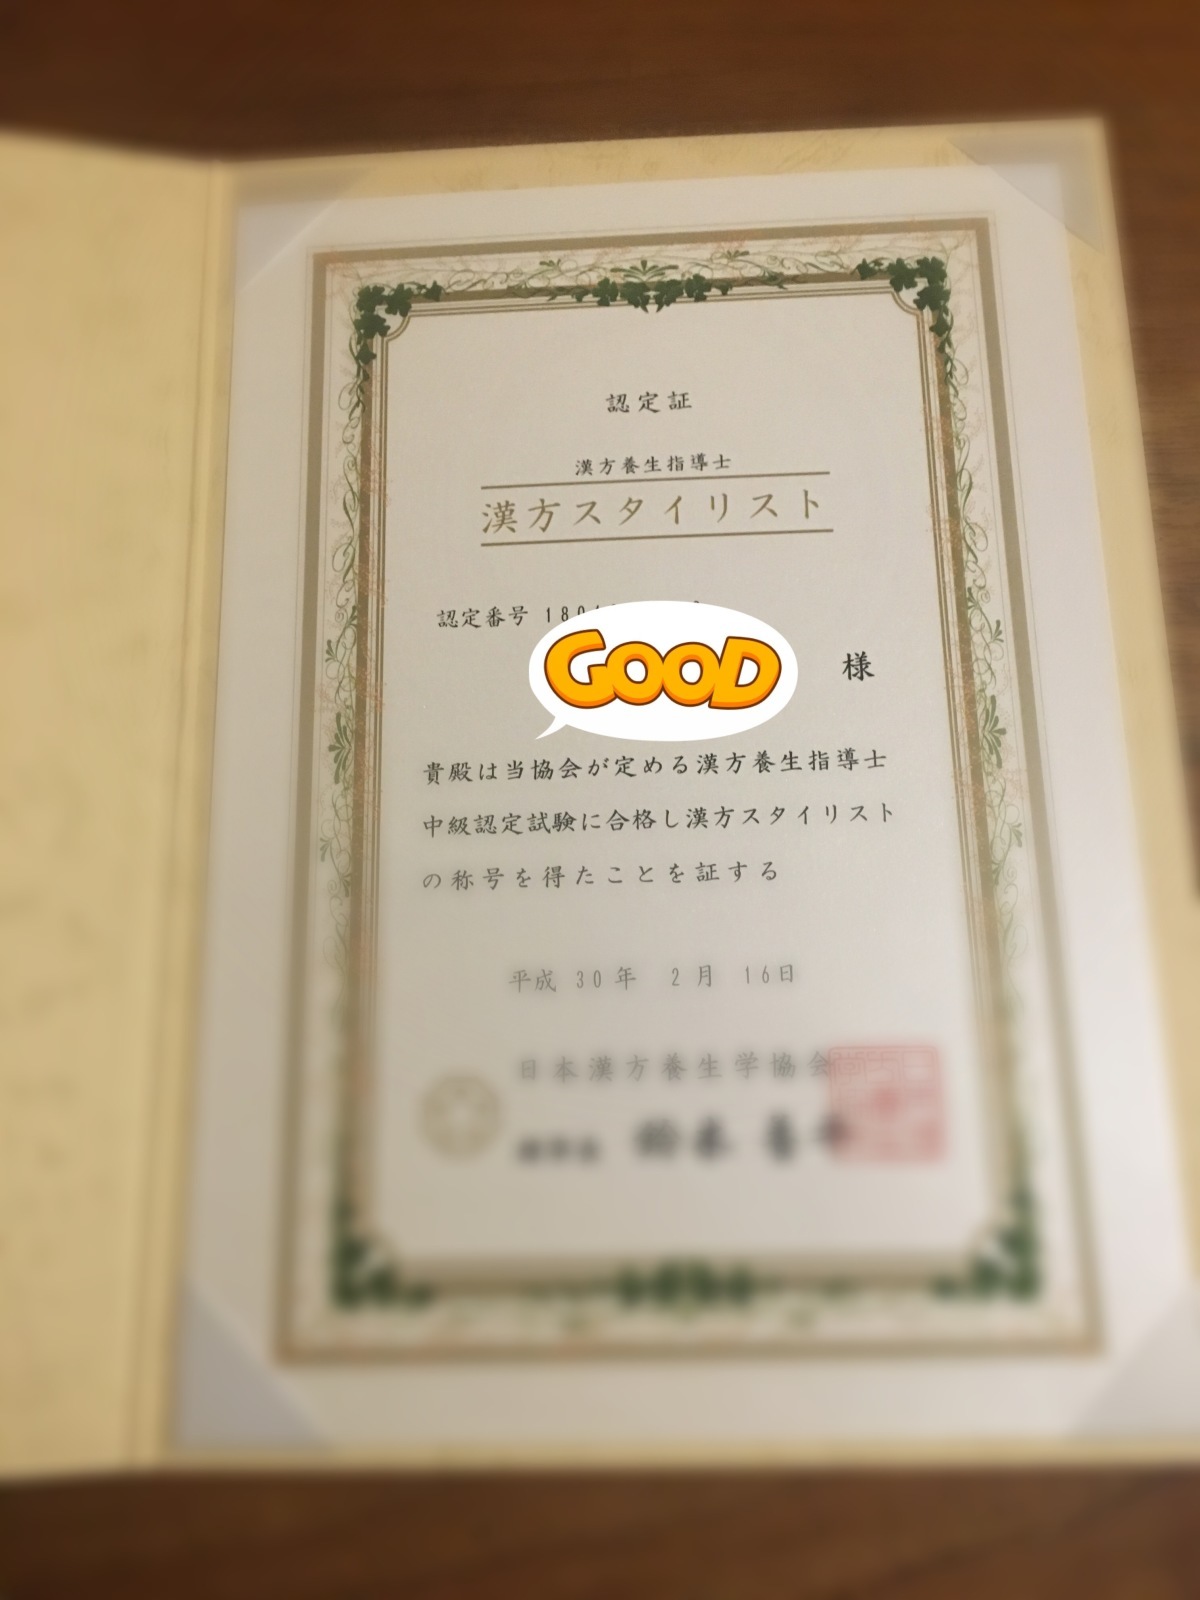 認定証
漢方養生指導士
漢方スタイリスト
認定番号 180
GOOD
様
貴殿は当協会が定める漢方養生指導士
中級認定試験に合格し漢方スタイリスト
の称号を得たことを証する
平成 30年 2月 16日
日本漢方養生学協会
鈴木